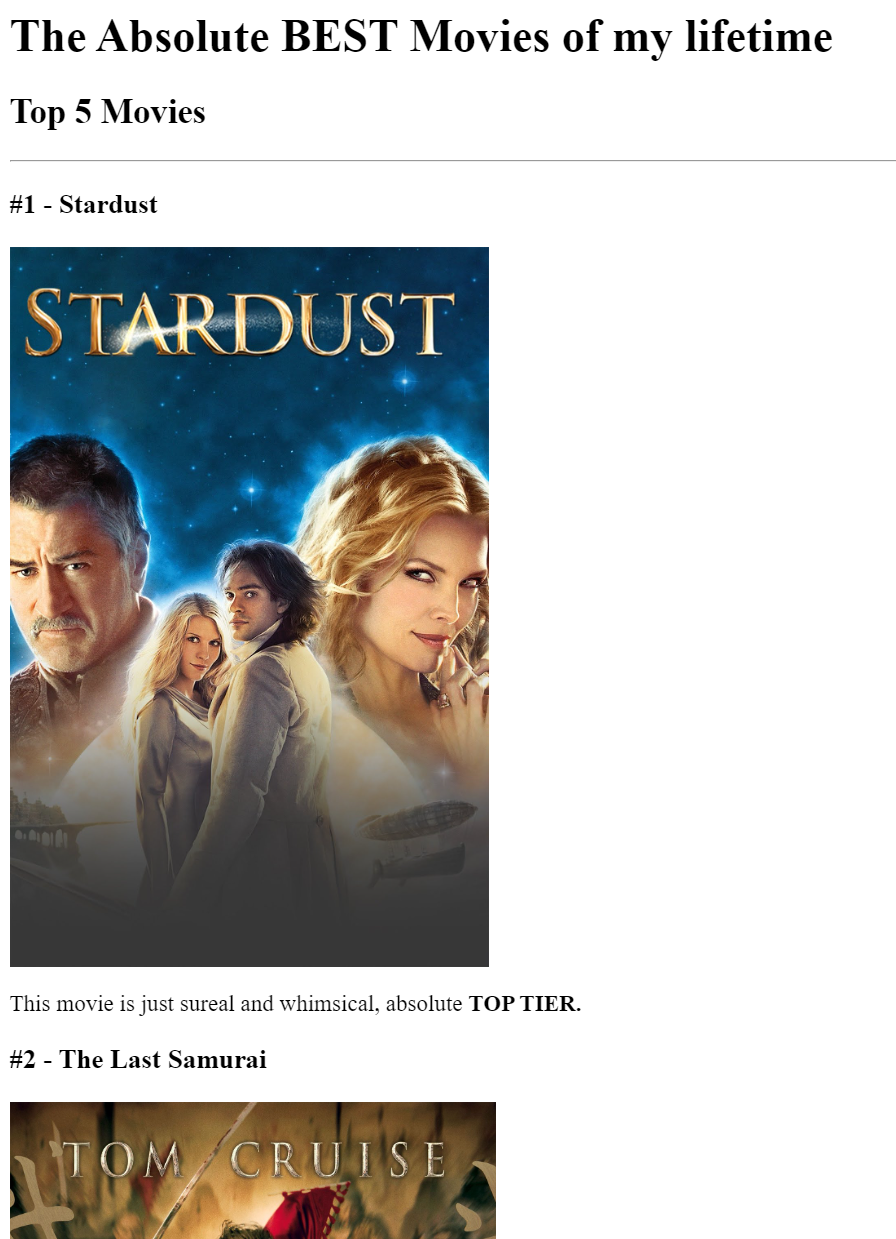 The Absolute BEST Movies of my lifetime
Top 5 Movies
#1 - Stardust
STARDUST
This movie is just sureal and whimsical, absolute TOP TIER.
#2 - The Last Samurai
TOM CRUISE